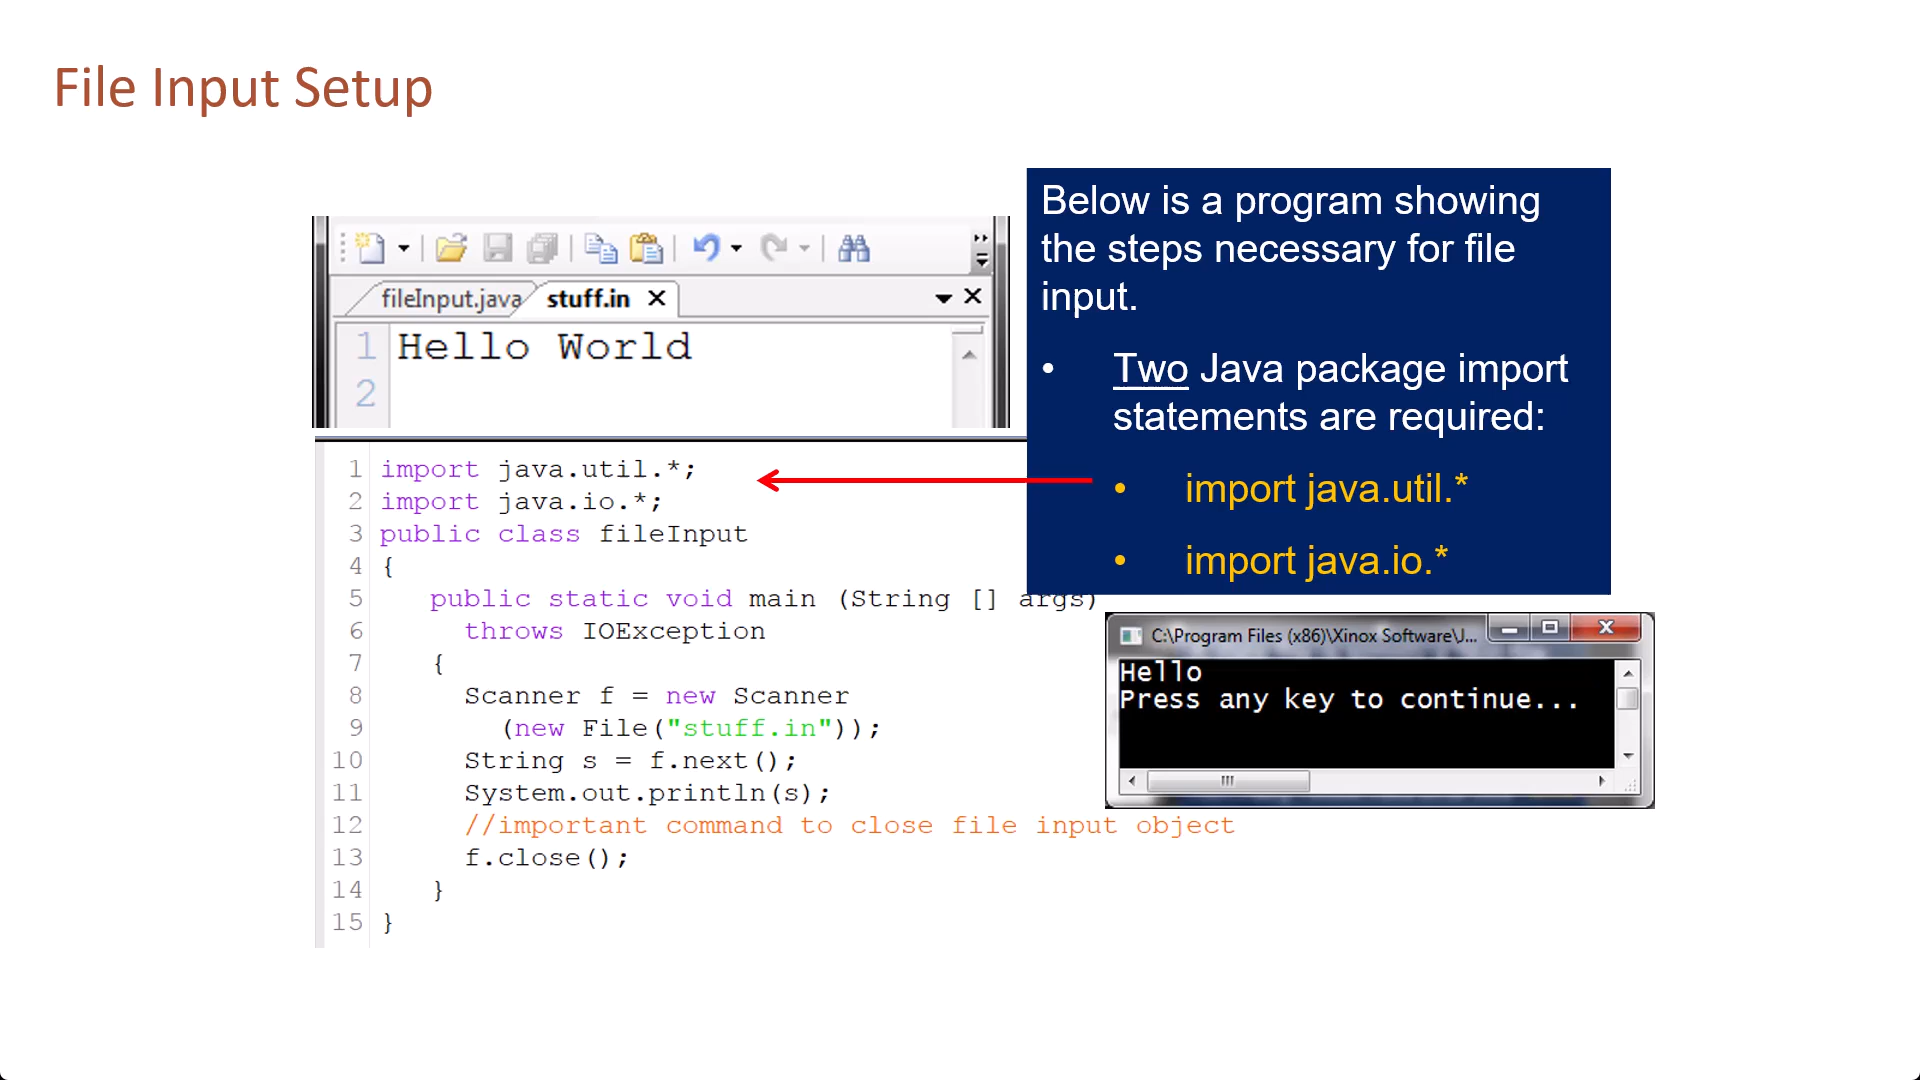 File Input Setup
Below is a program showing
the steps necessary for file
input.
• Two Java package import
statements are required:
• import java.util.*
• import java.io.*
fileInput.java stuff.in
1 Hello World
2
1 import java.util.*;
2 import java.io.*;
3 public class fileInput
4 {
5 public static void main (String [] args)
6 throws IOException
7 {
8 Scanner f = new Scanner
9 (new File("stuff.in"));
10 String s = f.next();
11 System.out.println(s);
12 //important command to close file input object
13 f.close();
14 }
15 }
C:\Program Files (x86)\Xinox Software\J...
Hello
Press any key to continue...